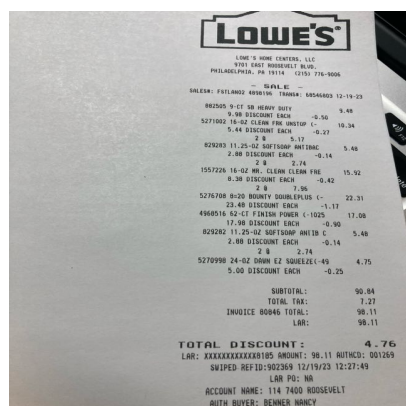 LOWE'S
LOWE'S HOME CENTERS, LLC
9701 EAST ROOSEVELT BLVD.
PHILADELPHIA, PA 19114 (215) 776-9006
- SALE -
SALES#: FSTLAN02 4898196 TRANS#: 68546803 12-19-23
882505 9-CT SB HEAVY DUTY 9.48
9.98 DISCOUNT EACH -0.50
5271002 16-OZ CLEAN FRK UNSTOP (- 10.34
5.44 DISCOUNT EACH -0.27
2 @ 5.17
829283 11.25-OZ SOFTSOAP ANTIBAC 5.48
2.88 DISCOUNT EACH -0.14
2 @ 2.74
1557226 16-OZ MR. CLEAN CLEAN FRE 15.92
8.38 DISCOUNT EACH -0.42
2 @ 7.96
5276708 8=20 BOUNTY DOUBLEPLUS (- 22.31
23.48 DISCOUNT EACH -1.17
4960516 62-CT FINISH POWER (-1025 17.08
17.98 DISCOUNT EACH -0.90
829282 11.25-OZ SOFTSOAP ANTIB C 5.48
2.88 DISCOUNT EACH -0.14
2 @ 2.74
5270998 24-OZ DAWN EZ SQUEEZE(-49 4.75
5.00 DISCOUNT EACH -0.25
SUBTOTAL: 90.84
TOTAL TAX: 7.27
INVOICE 80846 TOTAL: 98.11
LAR: 98.11
TOTAL DISCOUNT: 4.76
LAR: XXXXXXXXXXXX8185 AMOUNT: 98.11 AUTHCD: 001269
SWIPED REFID:902369 12/19/23 12:27:49
LAR PO: NA
ACCOUNT NAME: 114 7400 ROOSEVELT
AUTH BUYER: BENNER NANCY